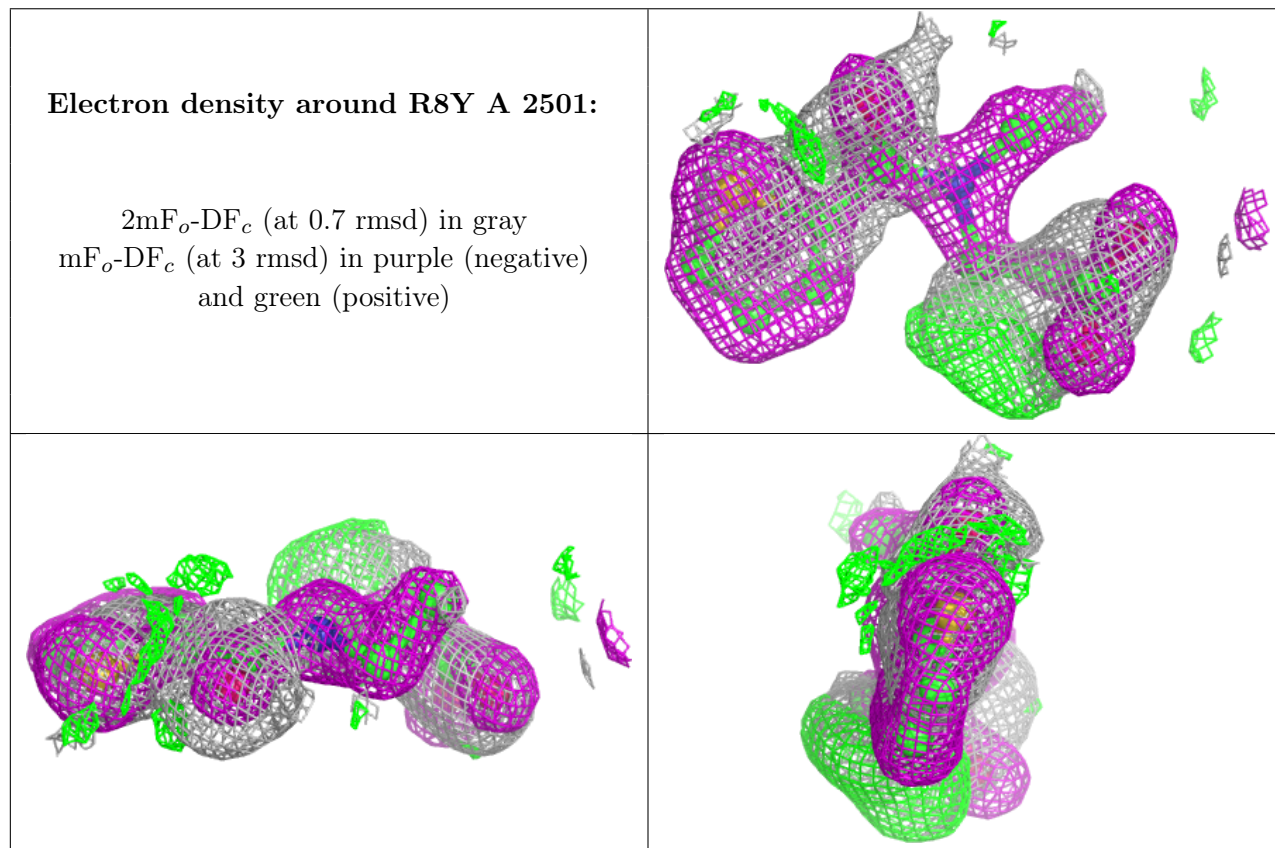 Electron density around R8Y A 2501:
2mF$_o$-DF$_c$ (at 0.7 rmsd) in gray
mF$_o$-DF$_c$ (at 3 rmsd) in purple (negative)
and green (positive)